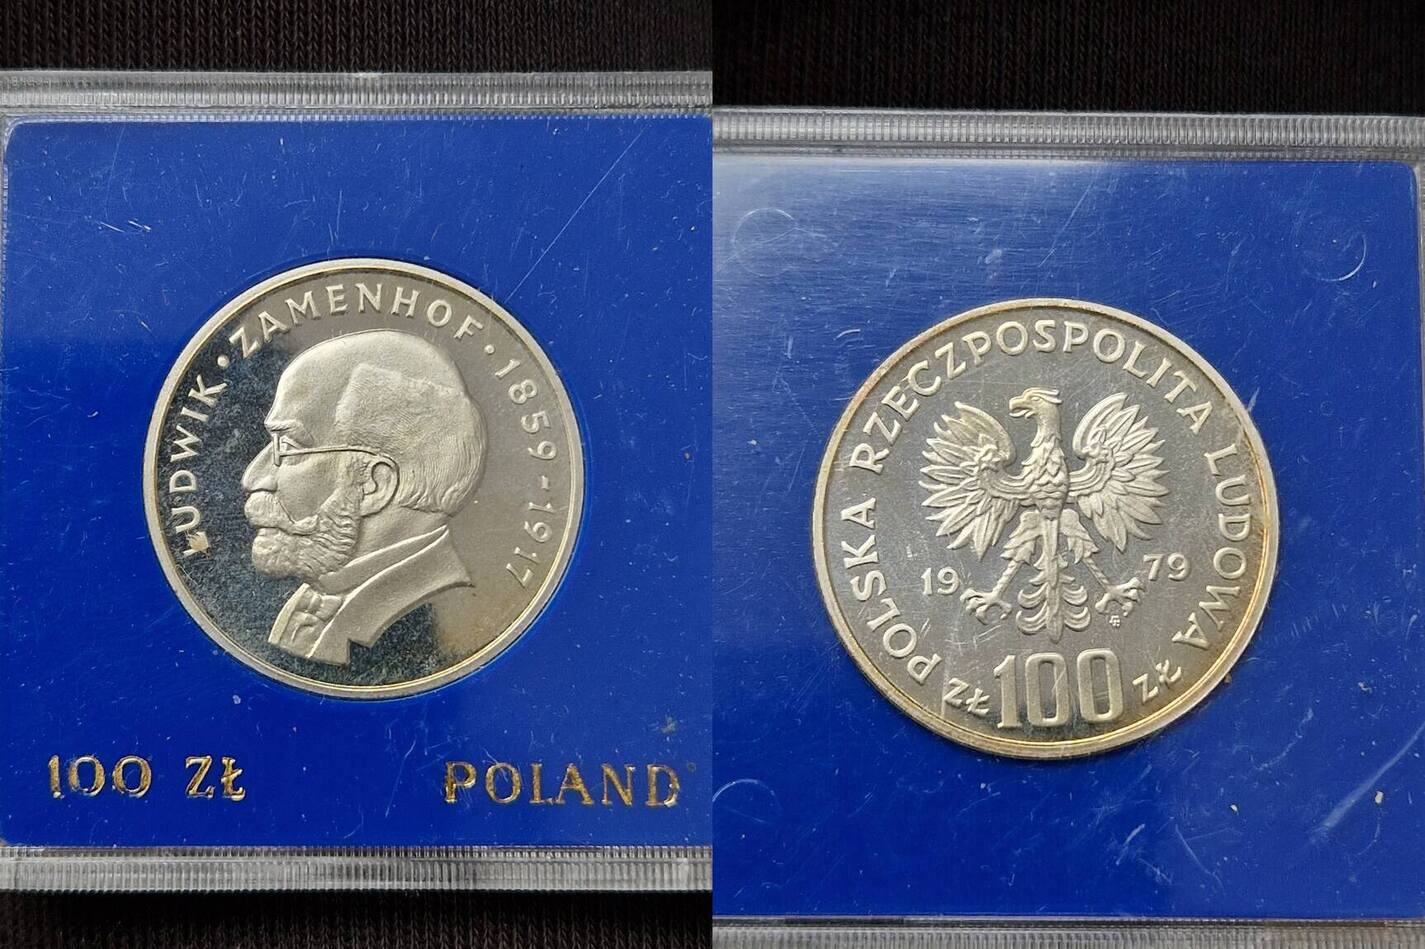 LUDWIK · ZAMENHOF · 1859-1917
100 ZŁ
POLAND
POLSKA RZECZPOSPOLITA LUDOWA
19 79
ZŁ 100 ZŁ